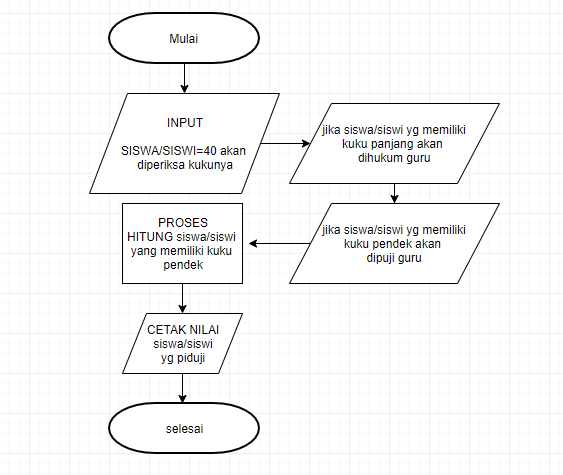 Mulai
INPUT
SISWA/SISWI=40 akan
diperiksa kukunya
jika siswa/siswi yg memiliki
kuku panjang akan
dihukum guru
jika siswa/siswi yg memiliki
kuku pendek akan
dipuji guru
PROSES
HITUNG siswa/siswi
yang memiliki kuku
pendek
CETAK NILAI
siswa/siswi
yg piduji
selesai